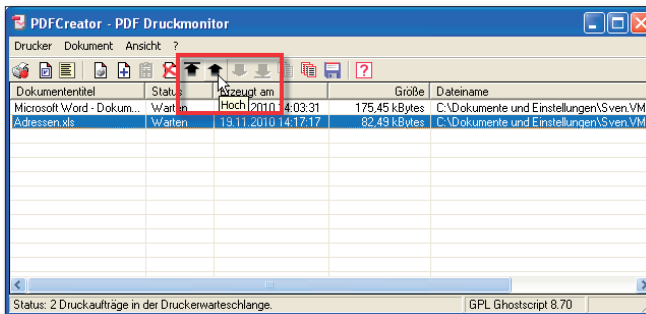 PDFCreator - PDF Druckmonitor
Drucker Dokument Ansicht ?
Dokumententitel Status Erzeugt am Größe Dateiname
Microsoft Word - Dokum... Warten 2010 14:03:31 175,45 kBytes C:\Dokumente und Einstellungen\Sven.VM
Hoch
Adressen.xls Warten 19.11.2010 14:17:17 82,49 kBytes C:\Dokumente und Einstellungen\Sven.VM
Status: 2 Druckaufträge in der Druckerwarteschlange. GPL Ghostscript 8.70